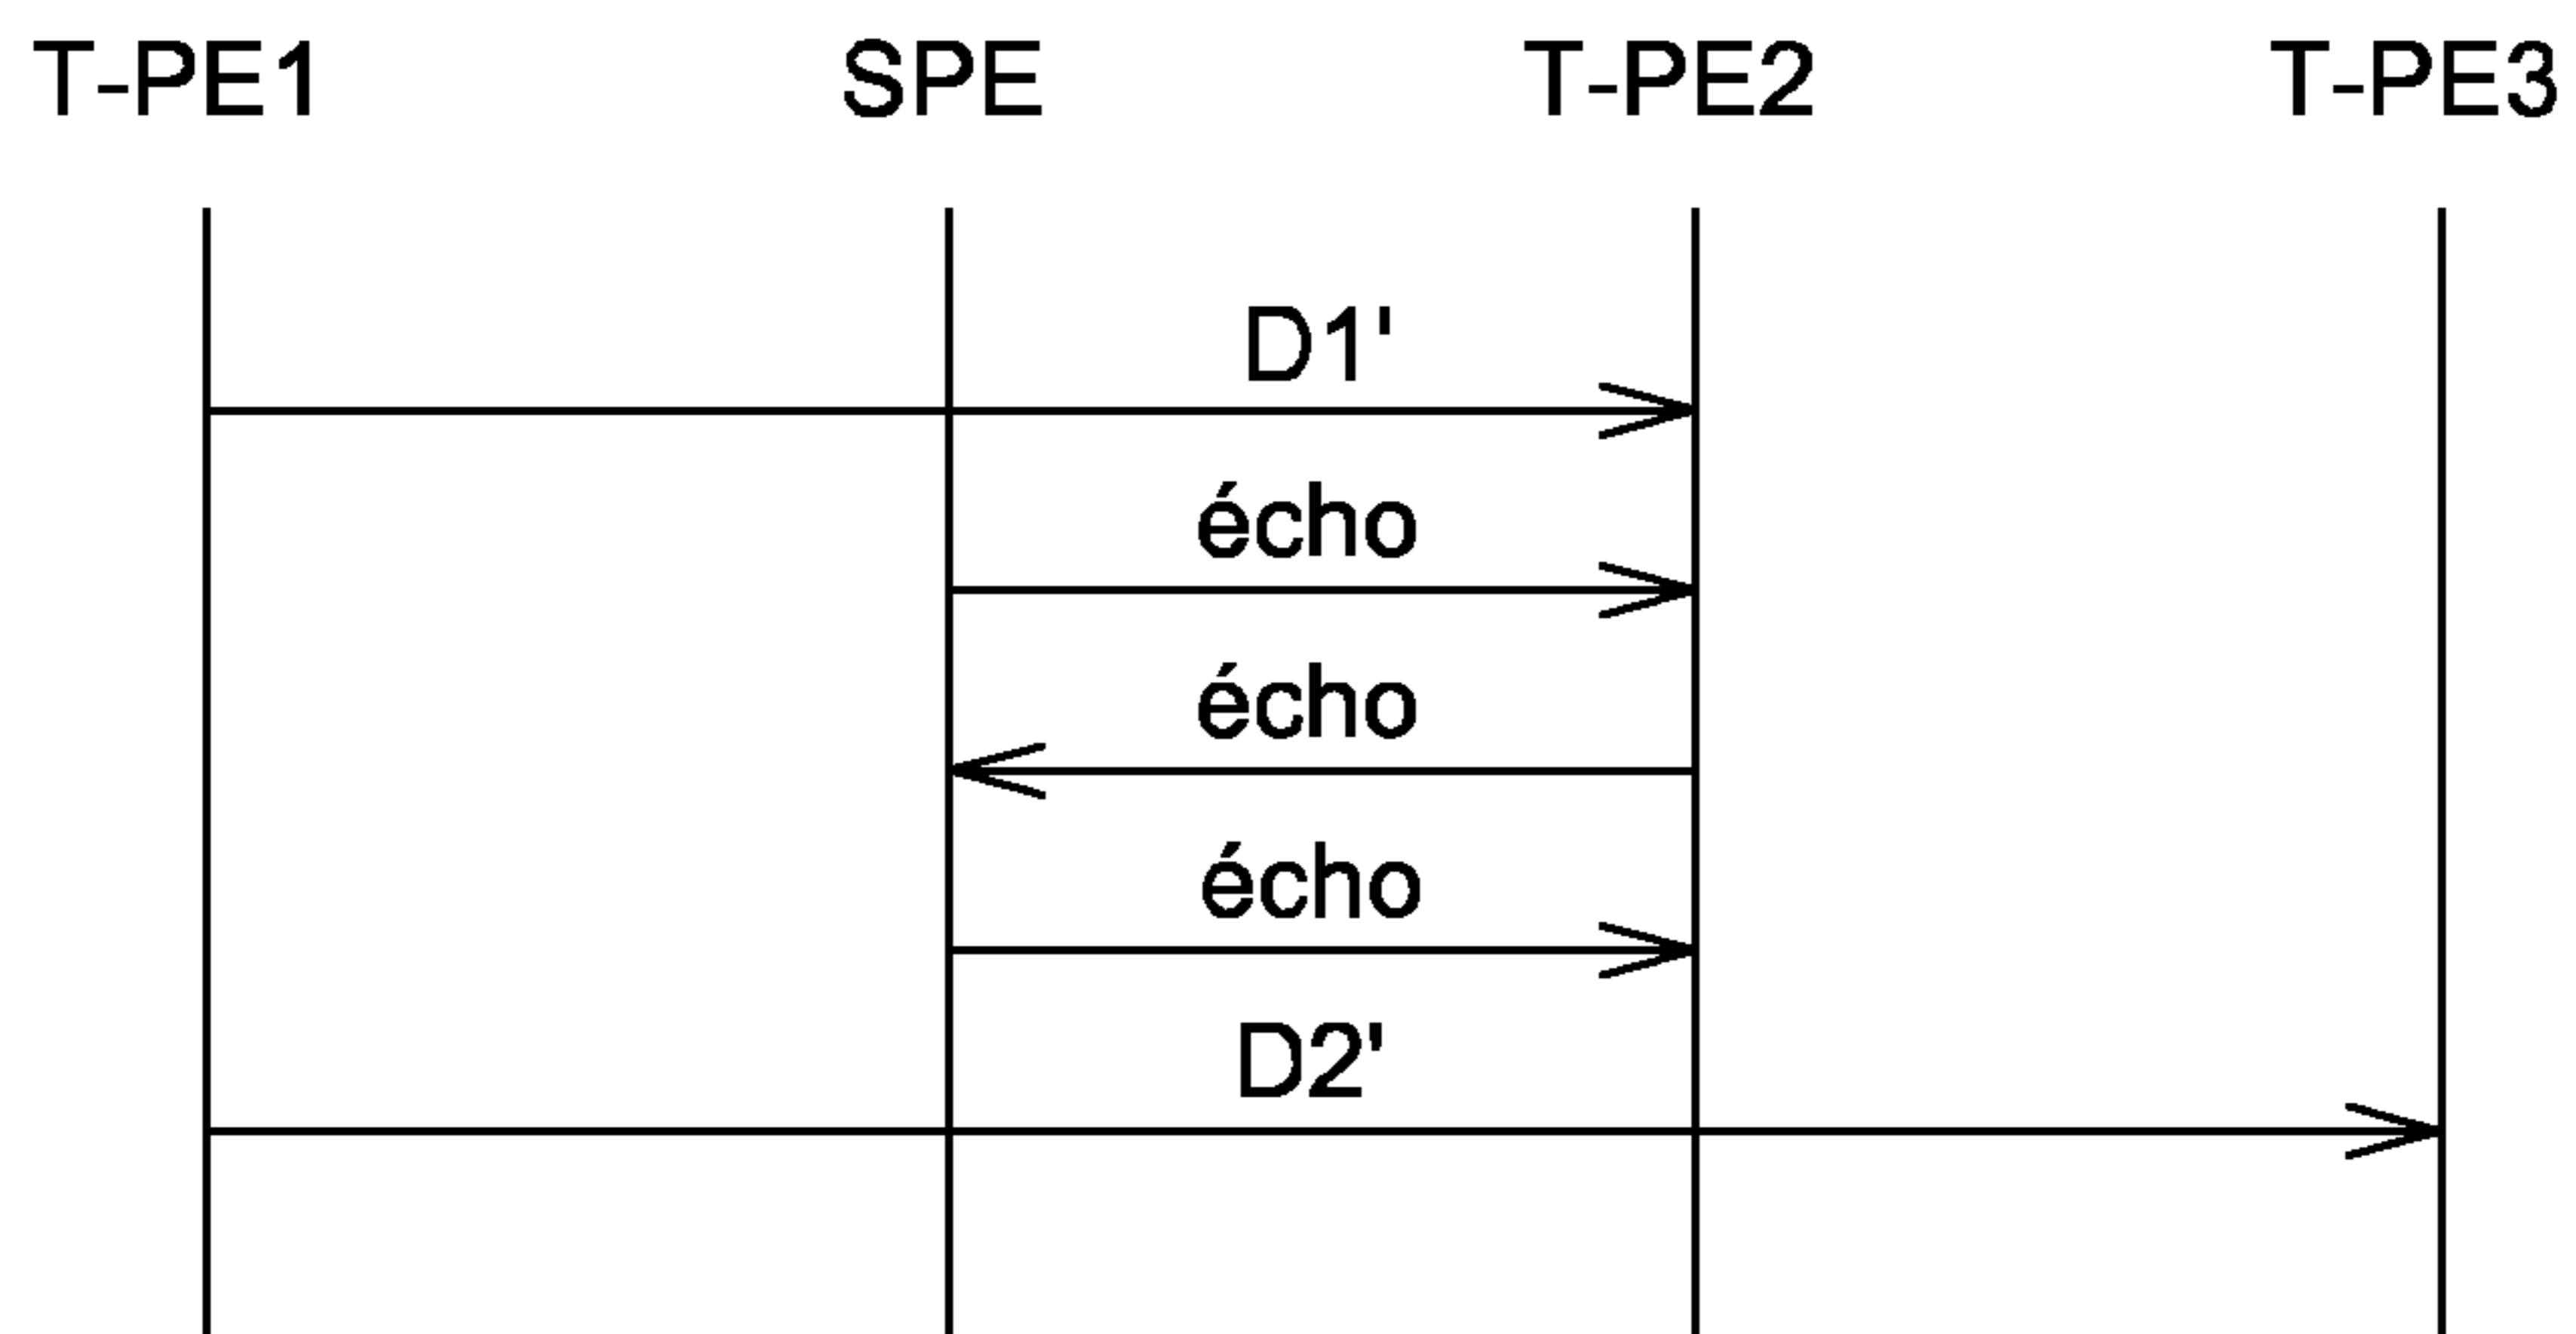 T-PE1 SPE T-PE2 T-PE3
D1'
écho
écho
écho
D2'